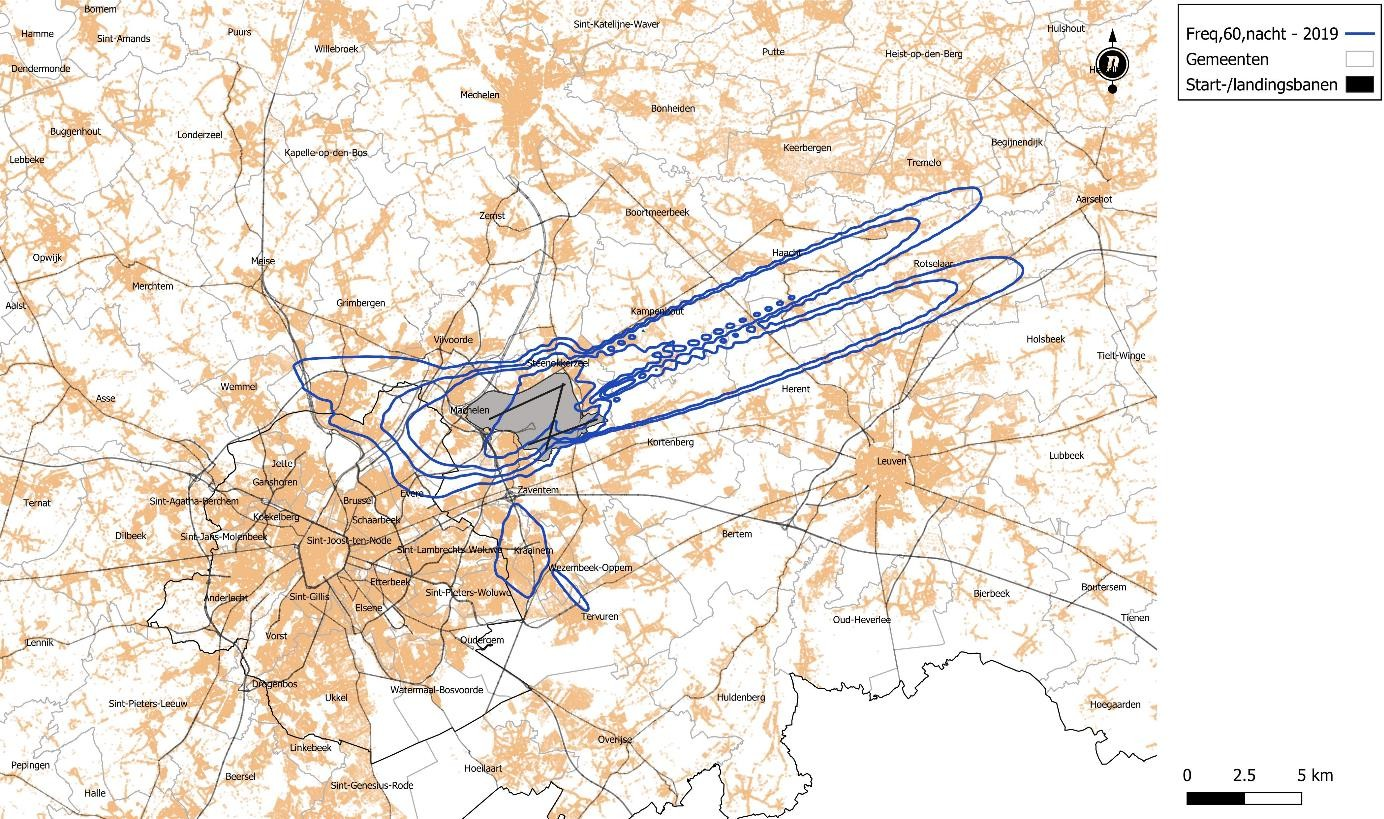 Bornem
Hamme
Sint-Amands
Puurs
Willebroek
Sint-Katelijne-Waver
Putte
Heist-op-den-Berg
Hulshout
Dendermonde
Mechelen
Bonheiden
Buggenhout
Londerzeel
Lebbeke
Kapelle-op-den-Bos
Keerbergen
Begijnendijk
Tremelo
Aarschot
Zemst
Boortmeerbeek
Opwijk
Meise
Haacht
Rotselaar
Merchtem
Aalst
Grimbergen
Kampenhout
Vilvoorde
Holsbeek
Tielt-Winge
Steenokkerzeel
Wemmel
Asse
Herent
Machelen
Kortenberg
Lubbeek
Leuven
Jette
Ganshoren
Zaventem
Evere
Ternat
Sint-Agatha-Berchem
Brussel
Koekelberg
Schaarbeek
Dilbeek
Sint-Jans-Molenbeek
Sint-Joost-ten-Node
Bertem
Sint-Lambrechts-Woluwe
Kraainem
Wezembeek-Oppem
Etterbeek
Anderlecht
Sint-Gillis
Sint-Pieters-Woluwe
Elsene
Boutersem
Bierbeek
Tervuren
Oud-Heverlee
Tienen
Vorst
Oudergem
Lennik
Drogenbos
Ukkel
Watermaal-Bosvoorde
Sint-Pieters-Leeuw
Huldenberg
Hoegaarden
Linkebeek
Overijse
Pepingen
Beersel
Hoeilaart
Sint-Genesius-Rode
Halle
Freq,60,nacht - 2019
Gemeenten
Start-/landingsbanen
0 2.5 5 km